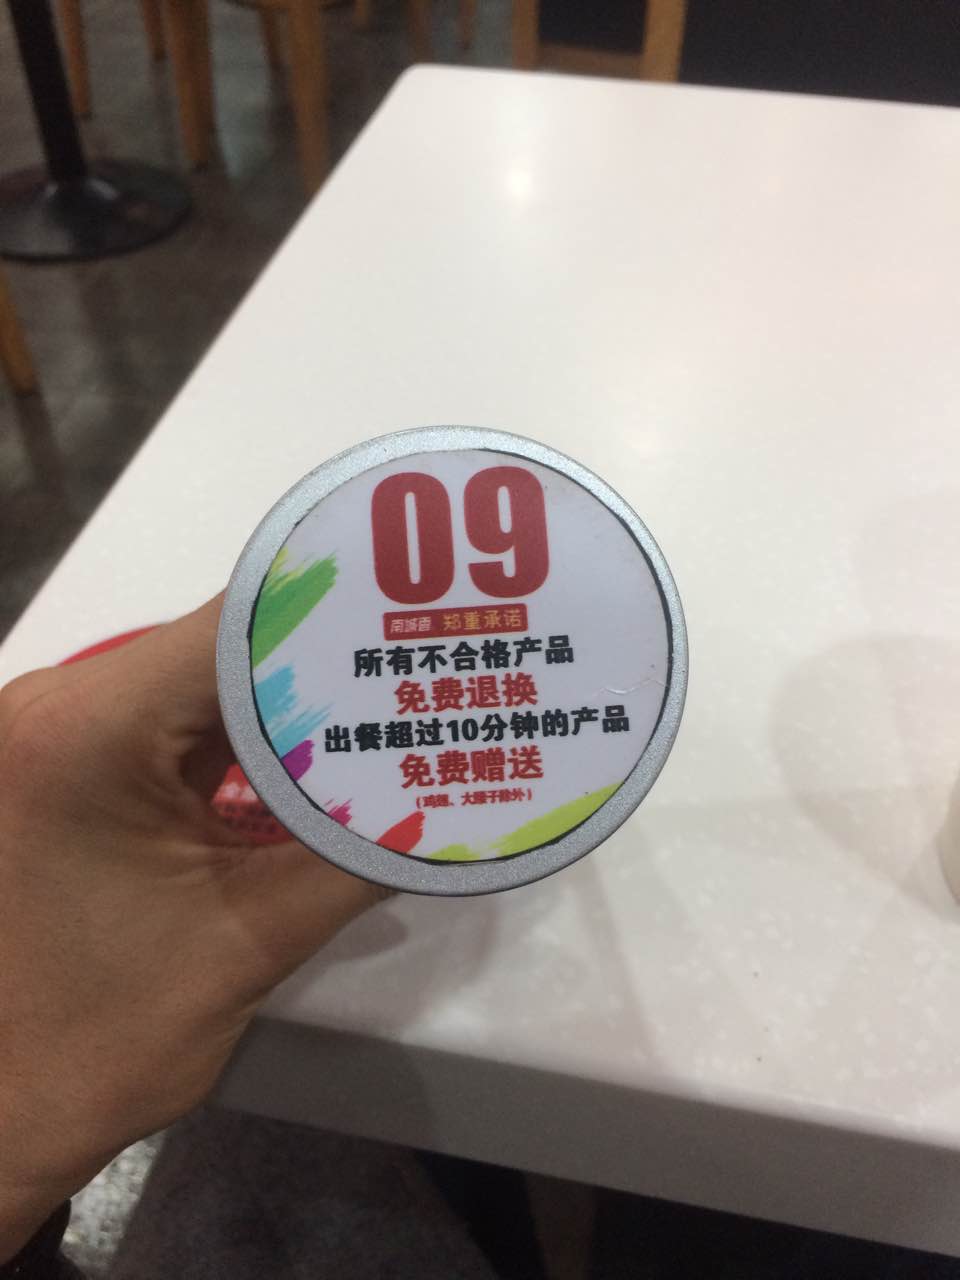 09
南城香 郑重承诺
所有不合格产品
免费退换
出餐超过10分钟的产品
免费赠送
(鸡翅、大腰子除外)